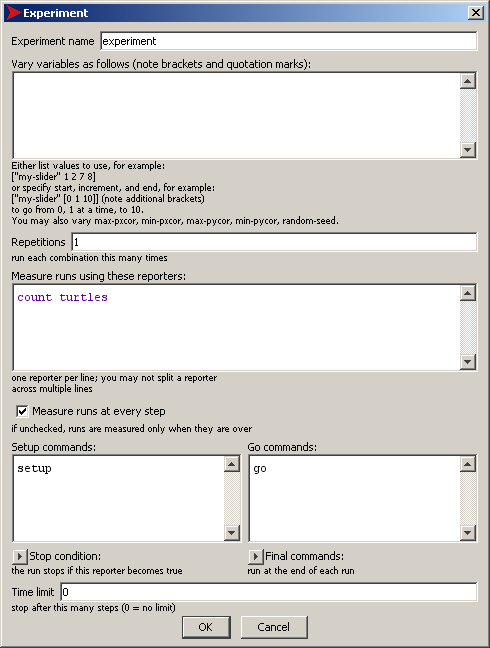 Experiment
Experiment name experiment
Vary variables as follows (note brackets and quotation marks):
Either list values to use, for example:
["my-slider" 1 2 7 8]
or specify start, increment, and end, for example:
["my-slider" [0 1 10]] (note additional brackets)
to go from 0, 1 at a time, to 10.
You may also vary max-pxcor, min-pxcor, max-pycor, min-pycor, random-seed.
Repetitions 1
run each combination this many times
Measure runs using these reporters:
count turtles
one reporter per line; you may not split a reporter
across multiple lines
Measure runs at every step
if unchecked, runs are measured only when they are over
Setup commands: Go commands:
setup go
Stop condition: Final commands:
the run stops if this reporter becomes true run at the end of each run
Time limit 0
stop after this many steps (0 = no limit)
OK Cancel